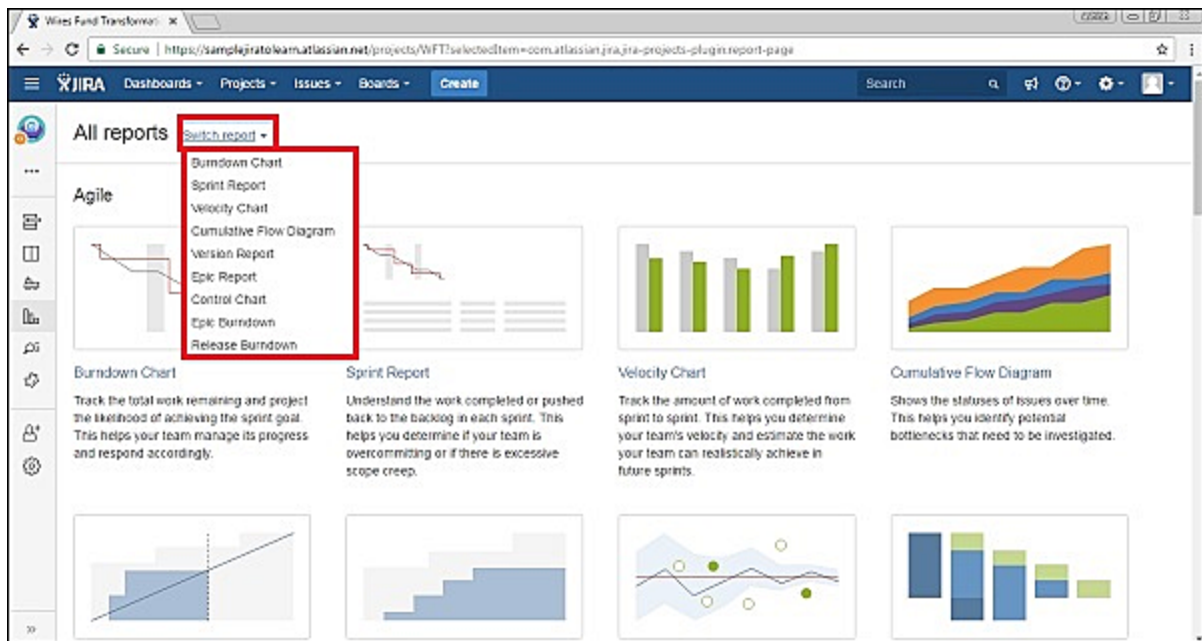 Wires Fund Transformati
Secure | https://samplejiratolearn.atlassian.net/projects/WFT?selectedItem=com.atlassian.jira.jira-projects-plugin:report-page
JIRA Dashboards Projects Issues Boards Create Search
All reports Switch report
Burndown Chart
Sprint Report
Velocity Chart
Cumulative Flow Diagram
Version Report
Epic Report
Control Chart
Epic Burndown
Release Burndown
Agile
Burndown Chart
Track the total work remaining and project
the likelihood of achieving the sprint goal.
This helps your team manage its progress
and respond accordingly.
Sprint Report
Understand the work completed or pushed
back to the backlog in each sprint. This
helps you determine if your team is
overcommitting or if there is excessive
scope creep.
Velocity Chart
Track the amount of work completed from
sprint to sprint. This helps you determine
your team's velocity and estimate the work
your team can realistically achieve in
future sprints.
Cumulative Flow Diagram
Shows the statuses of issues over time.
This helps you identify potential
bottlenecks that need to be investigated.